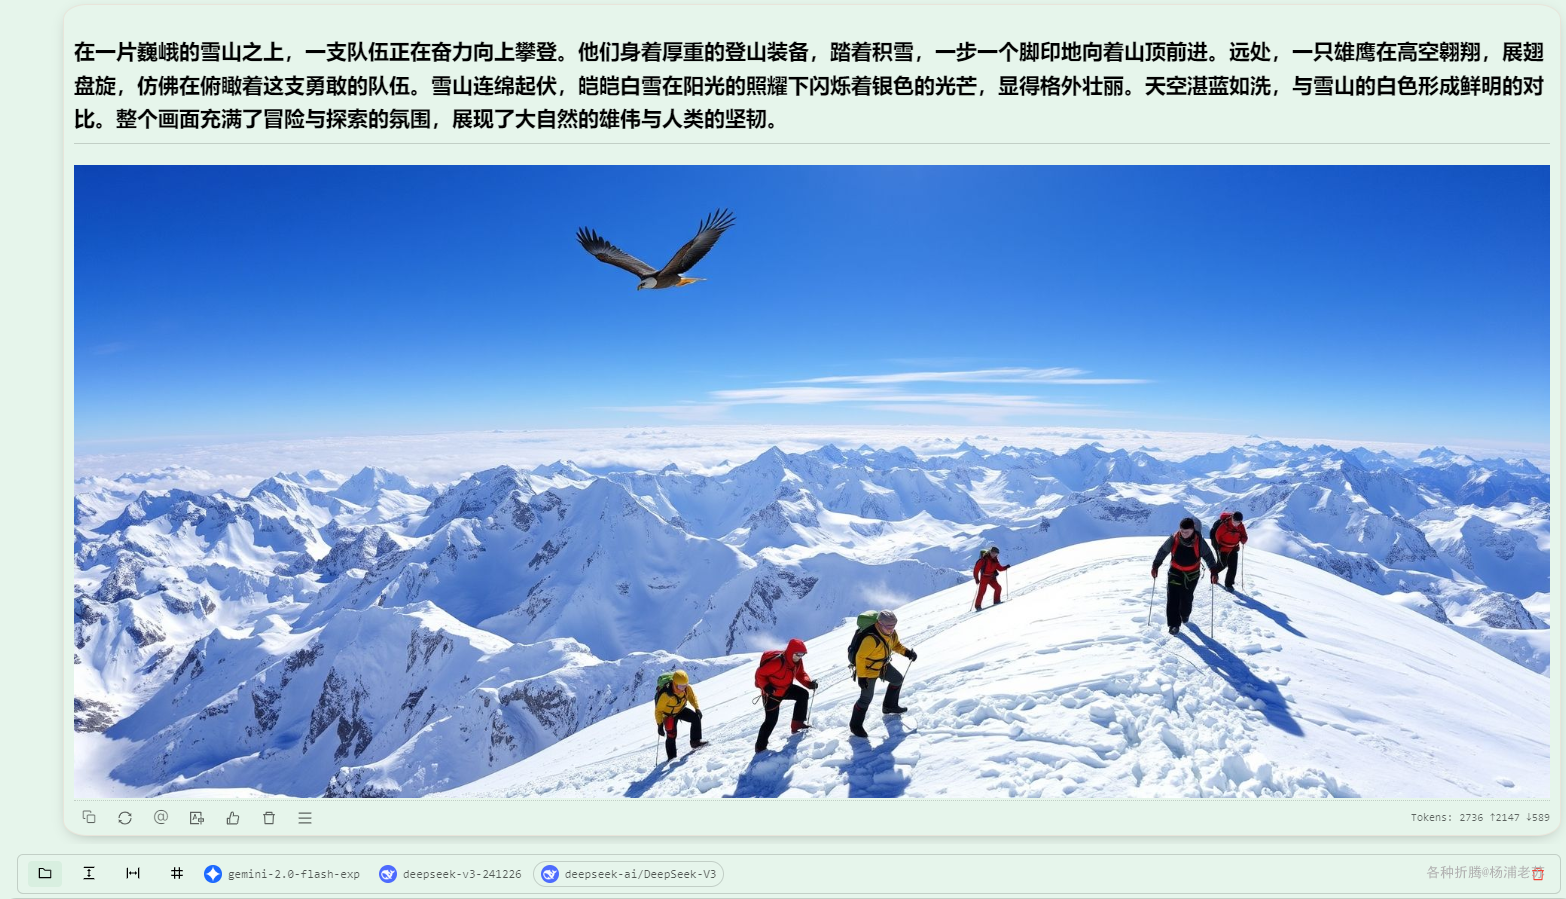 在一片巍峨的雪山之上，一支队伍正在奋力向上攀登。他们身着厚重的登山装备，踏着积雪，一步一个脚印地向着山顶前进。远处，一只雄鹰在高空翱翔，展翅
盘旋，仿佛在俯瞰着这支勇敢的队伍。雪山连绵起伏，皑皑白雪在阳光的照耀下闪烁着银色的光芒，显得格外壮丽。天空湛蓝如洗，与雪山的白色形成鲜明的对
比。整个画面充满了冒险与探索的氛围，展现了大自然的雄伟与人类的坚韧。
Tokens: 2736 ↑2147 ↓589
gemini-2.0-flash-exp deepseek-v3-241226 deepseek-ai/DeepSeek-V3
各种折腾@杨浦老